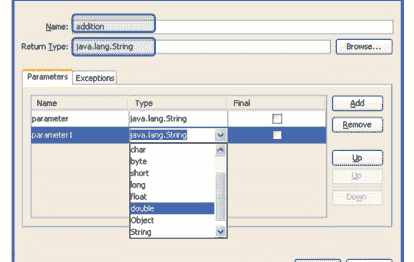 Name: addition
Return Type: java.lang.String Browse...
Parameters Exceptions
Name Type Final
parameter java.lang.String
parameter1 java.lang.String
char
byte
short
long
float
double
Object
String
Add
Remove
Up
Up
Down